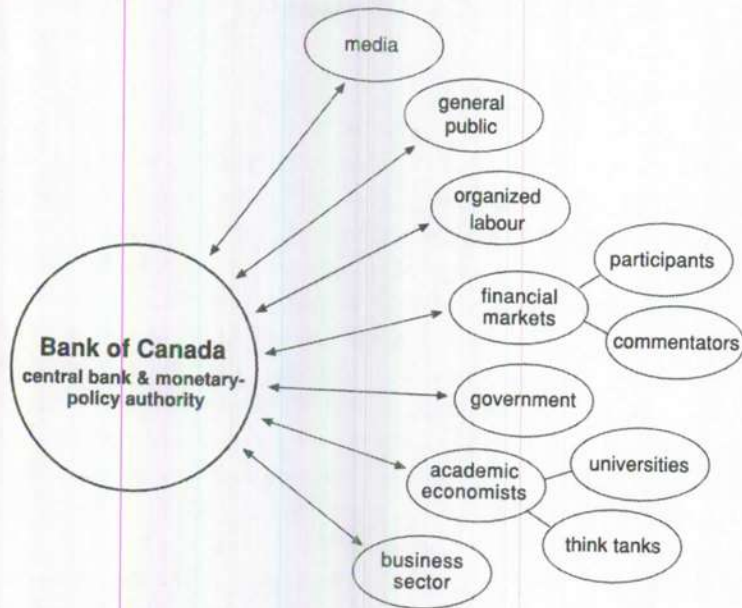 media
general
public
organized
labour
participants
financial
markets
commentators
Bank of Canada
central bank & monetary-
policy authority
government
universities
academic
economists
think tanks
business
sector